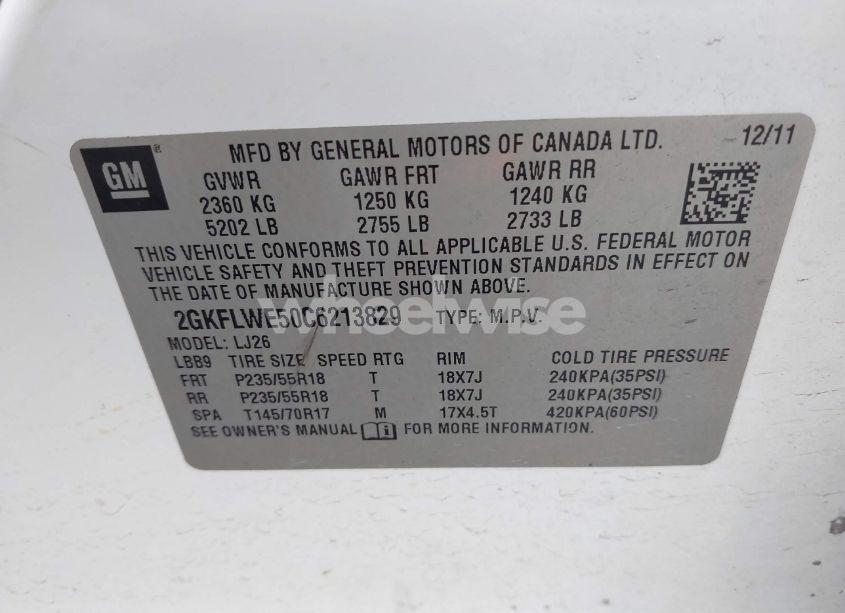 GM® MFD BY GENERAL MOTORS OF CANADA LTD. 12/11
GVWR GAWR FRT GAWR RR
2360 KG 1250 KG 1240 KG
5202 LB 2755 LB 2733 LB
THIS VEHICLE CONFORMS TO ALL APPLICABLE U.S. FEDERAL MOTOR
VEHICLE SAFETY AND THEFT PREVENTION STANDARDS IN EFFECT ON
THE DATE OF MANUFACTURE SHOWN ABOVE.
wheelwise
2GKFLWE50C6213829 TYPE: M.P.V.
MODEL: LJ26
LBB9 TIRE SIZE SPEED RTG RIM COLD TIRE PRESSURE
FRT P235/55R18 T 18X7J 240KPA(35PSI)
RR P235/55R18 T 18X7J 240KPA(35PSI)
SPA T145/70R17 M 17X4.5T 420KPA(60PSI)
SEE OWNER'S MANUAL FOR MORE INFORMATION.